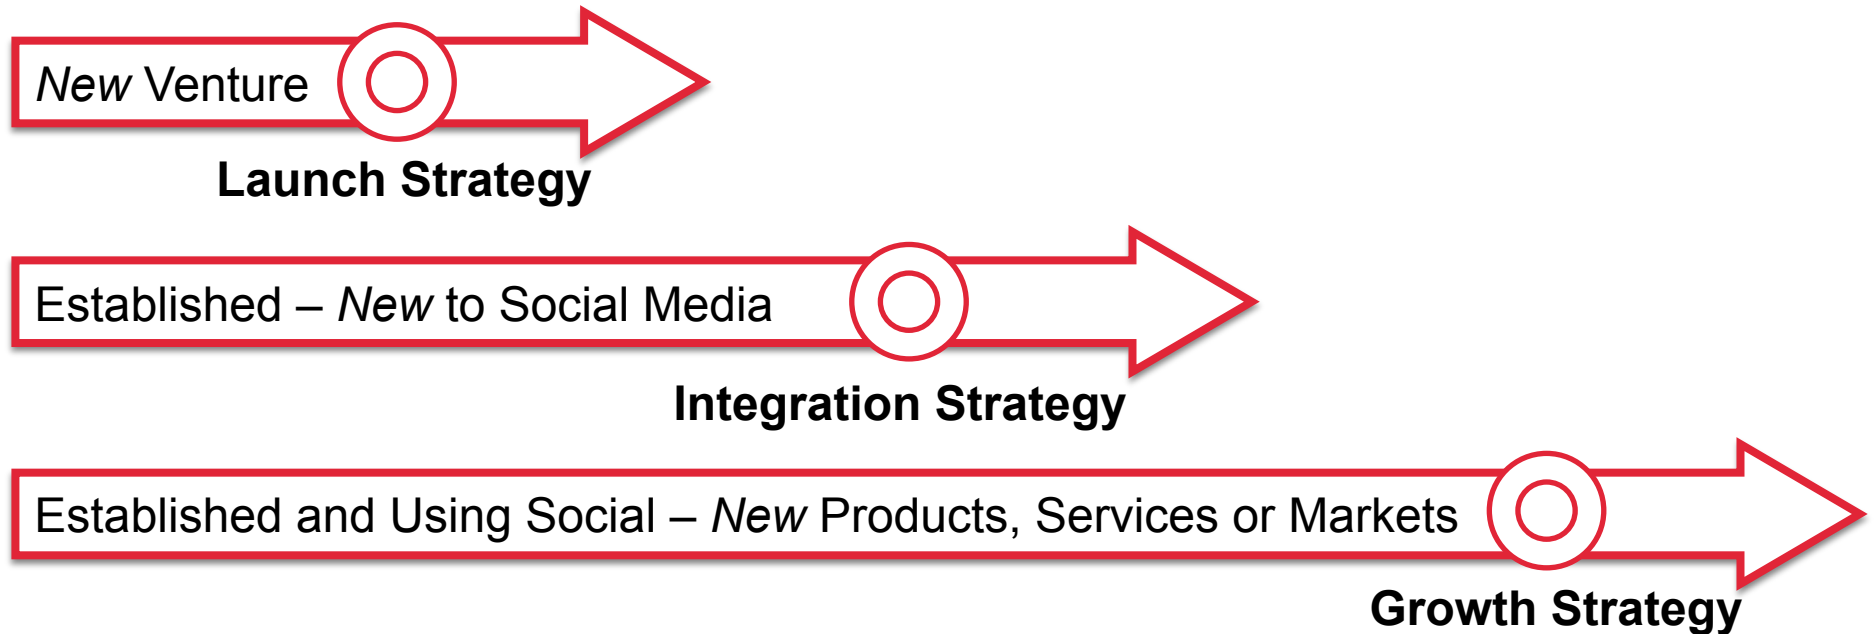 New Venture
Launch Strategy
Established – New to Social Media
Integration Strategy
Established and Using Social – New Products, Services or Markets
Growth Strategy